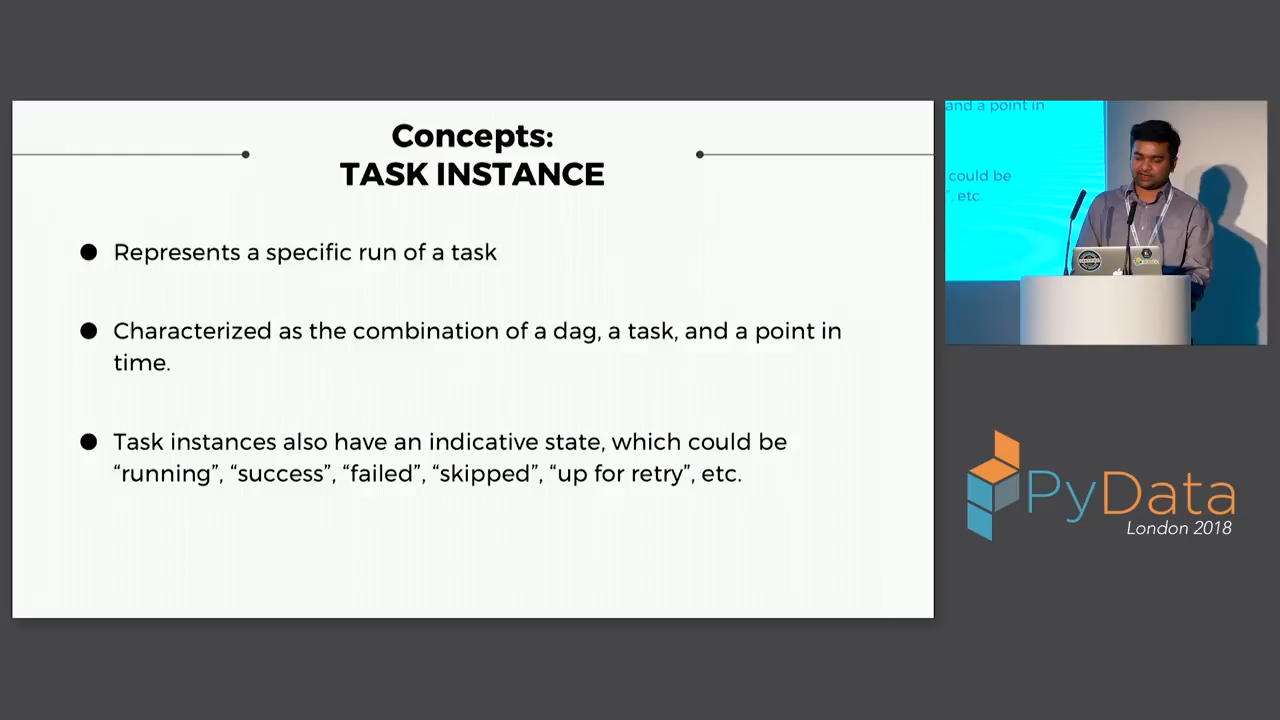 Concepts:
TASK INSTANCE
● Represents a specific run of a task
● Characterized as the combination of a dag, a task, and a point in
time.
● Task instances also have an indicative state, which could be
“running”, “success”, “failed”, “skipped”, “up for retry”, etc.
and a point in
could be
”, etc.
PyData
London 2018